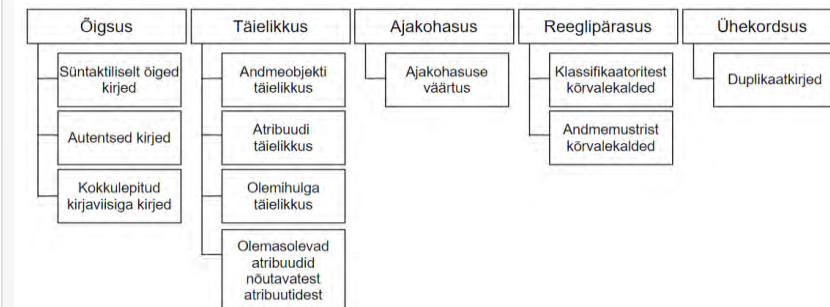 Õigsus
Süntaktiliselt õiged
kirjed
Autentsed kirjed
Kokkulepitud
kirjaviisiga kirjed
Täielikkus
Andmeobjekti
täielikkus
Atribuudi
täielikkus
Olemihulga
täielikkus
Olemasolevad
atribuudid
nõutavatest
atribuutidest
Ajakohasus
Ajakohasuse
väärtus
Reeglipärasus
Klassifikaatoritest
kõrvalekalded
Andmemustrist
kõrvalekalded
Ühekordsus
Duplikaatkirjed